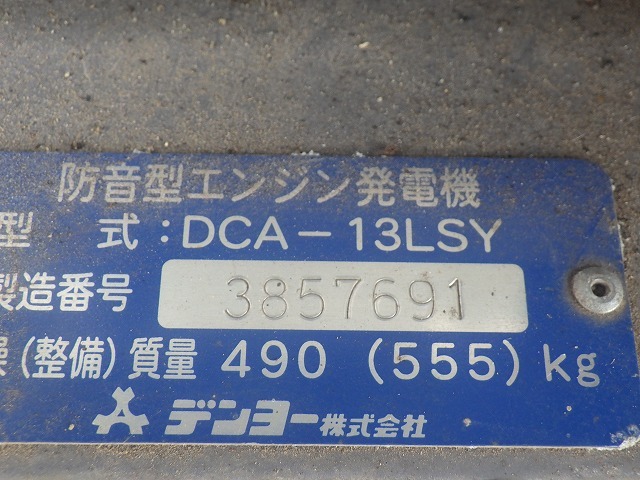 防音型エンジン発電機
型 式:DCA-13LSY
製造番号 3857691
(整備)質量 490 (555)kg
デンヨー株式会社